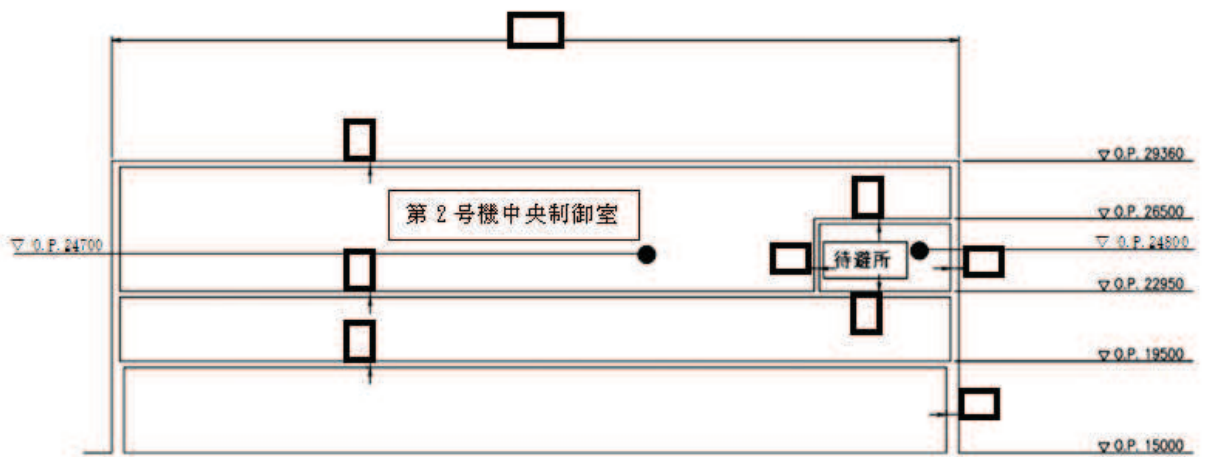 ▽ O.P. 29360
第2号機中央制御室
▽ O.P. 26500
▽ O.P. 24700
▽ O.P. 24800
待避所
▽ O.P. 22950
▽ O.P. 19500
▽ O.P. 15000